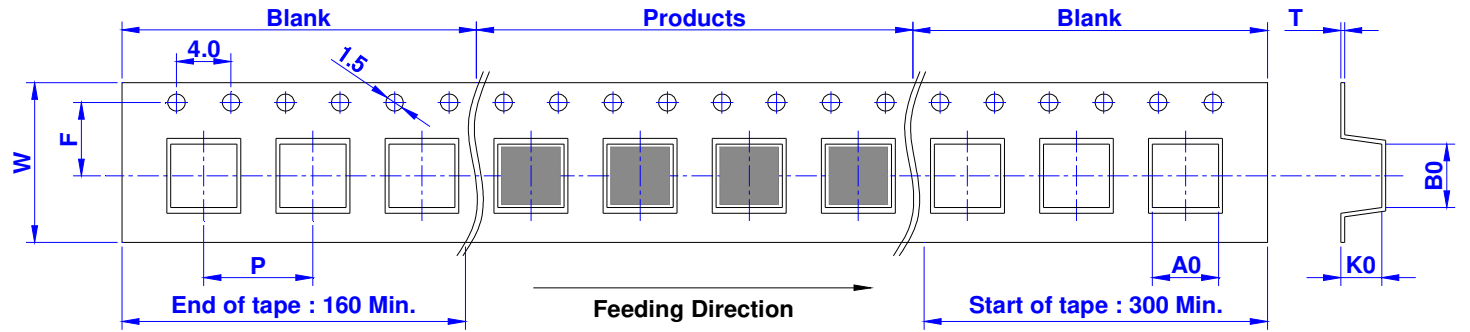 Blank
Products
Blank
T
4.0
1.5
F
W
B0
P
A0
K0
End of tape : 160 Min.
Feeding Direction
Start of tape : 300 Min.